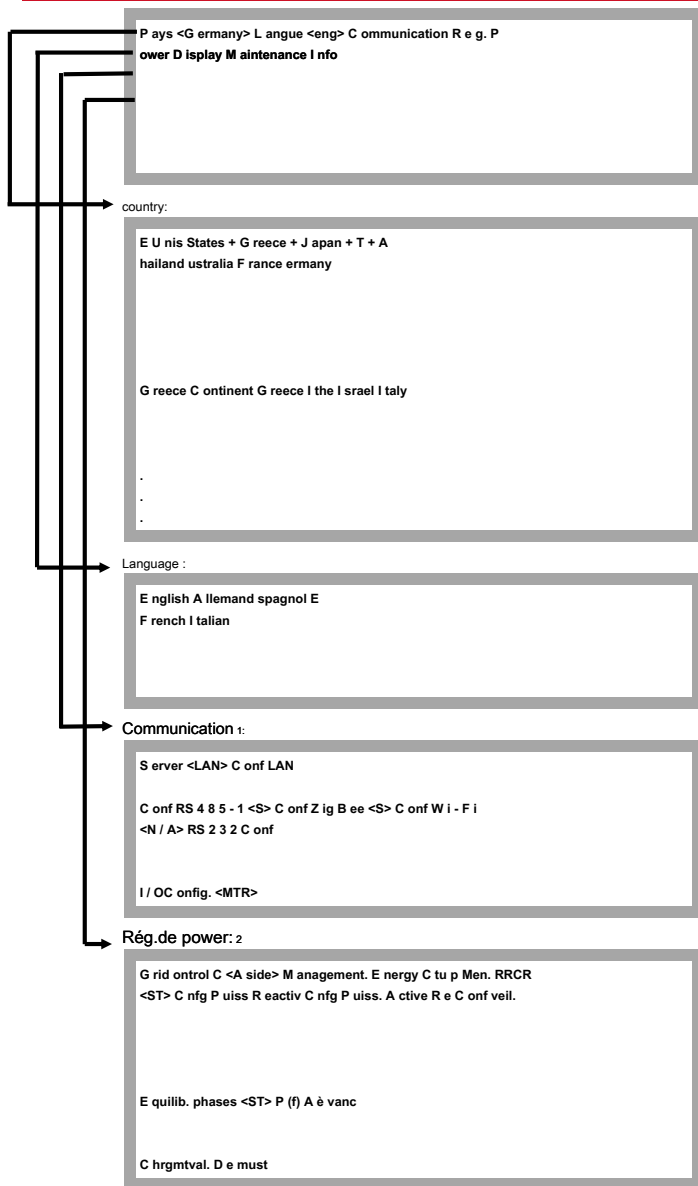 P ays <G ermany> L angue <eng> C ommunication R e g. P
ower D isplay M aintenance I nfo
country:
E U nis States + G reece + J apan + T + A
hailand ustralia F rance ermany
G reece C ontinent G reece I the I srael I taly
.
.
.
Language :
E nglish A llemand spagnol E
F rench I talian
Communication 1:
S erver <LAN> C onf LAN
C onf RS 4 8 5 - 1 <S> C onf Z ig B ee <S> C onf W i - F i
<N / A> RS 2 3 2 C onf
I / OC onfig. <MTR>
Rég.de power: 2
G rid ontrol C <A side> M anagement. E nergy C tu p Men. RRCR
<ST> C nfg P uiss R eactiv C nfg P uiss. A ctive R e C onf veil.
E quilib. phases <ST> P (f) A è vanc
C hrgmtval. D e must